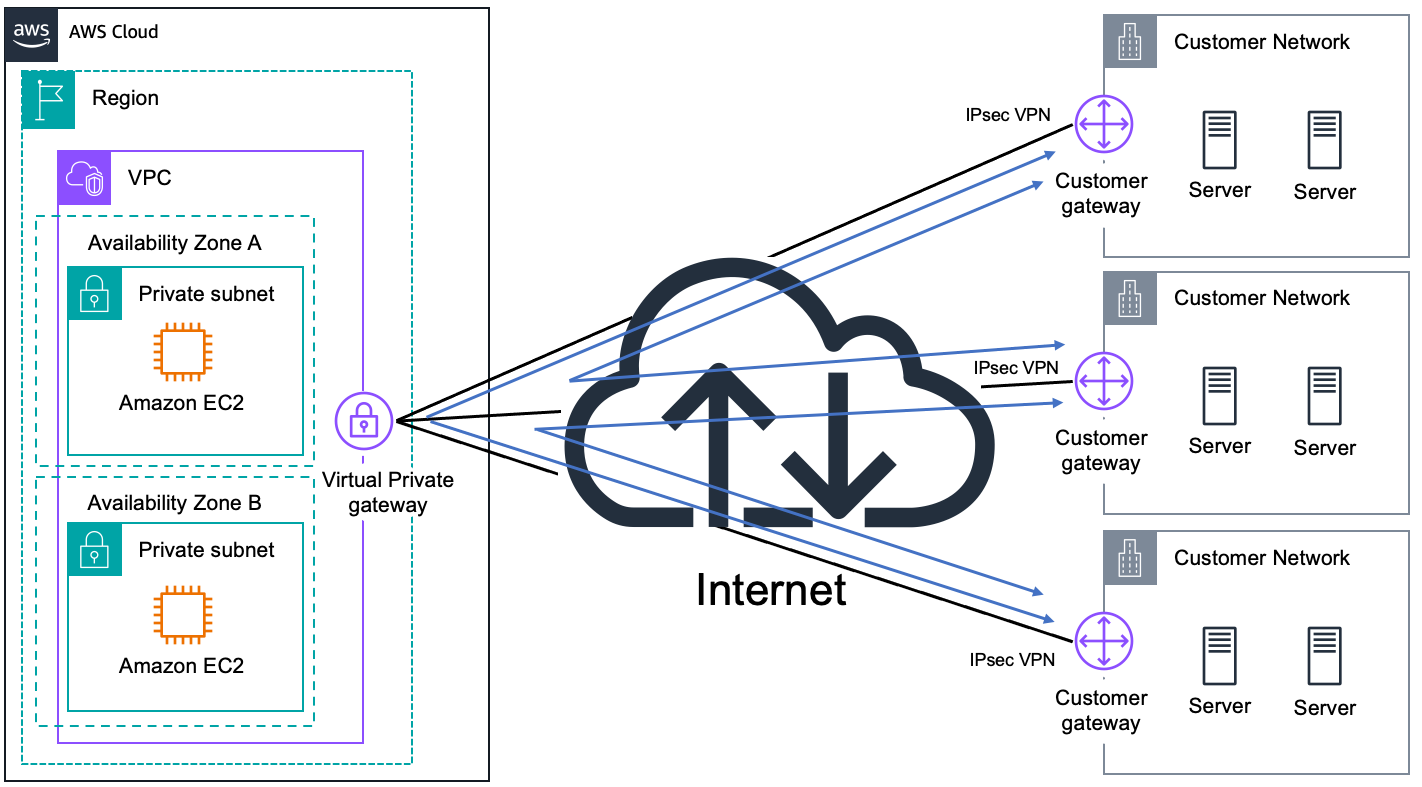 aws
AWS Cloud
Region
VPC
Availability Zone A
Private subnet
Amazon EC2
Virtual Private
gateway
Availability Zone B
Private subnet
Amazon EC2
Internet
IPsec VPN
Customer Network
Customer
gateway
Server
Server
IPsec VPN
Customer Network
Customer
gateway
Server
Server
IPsec VPN
Customer Network
Customer
gateway
Server
Server